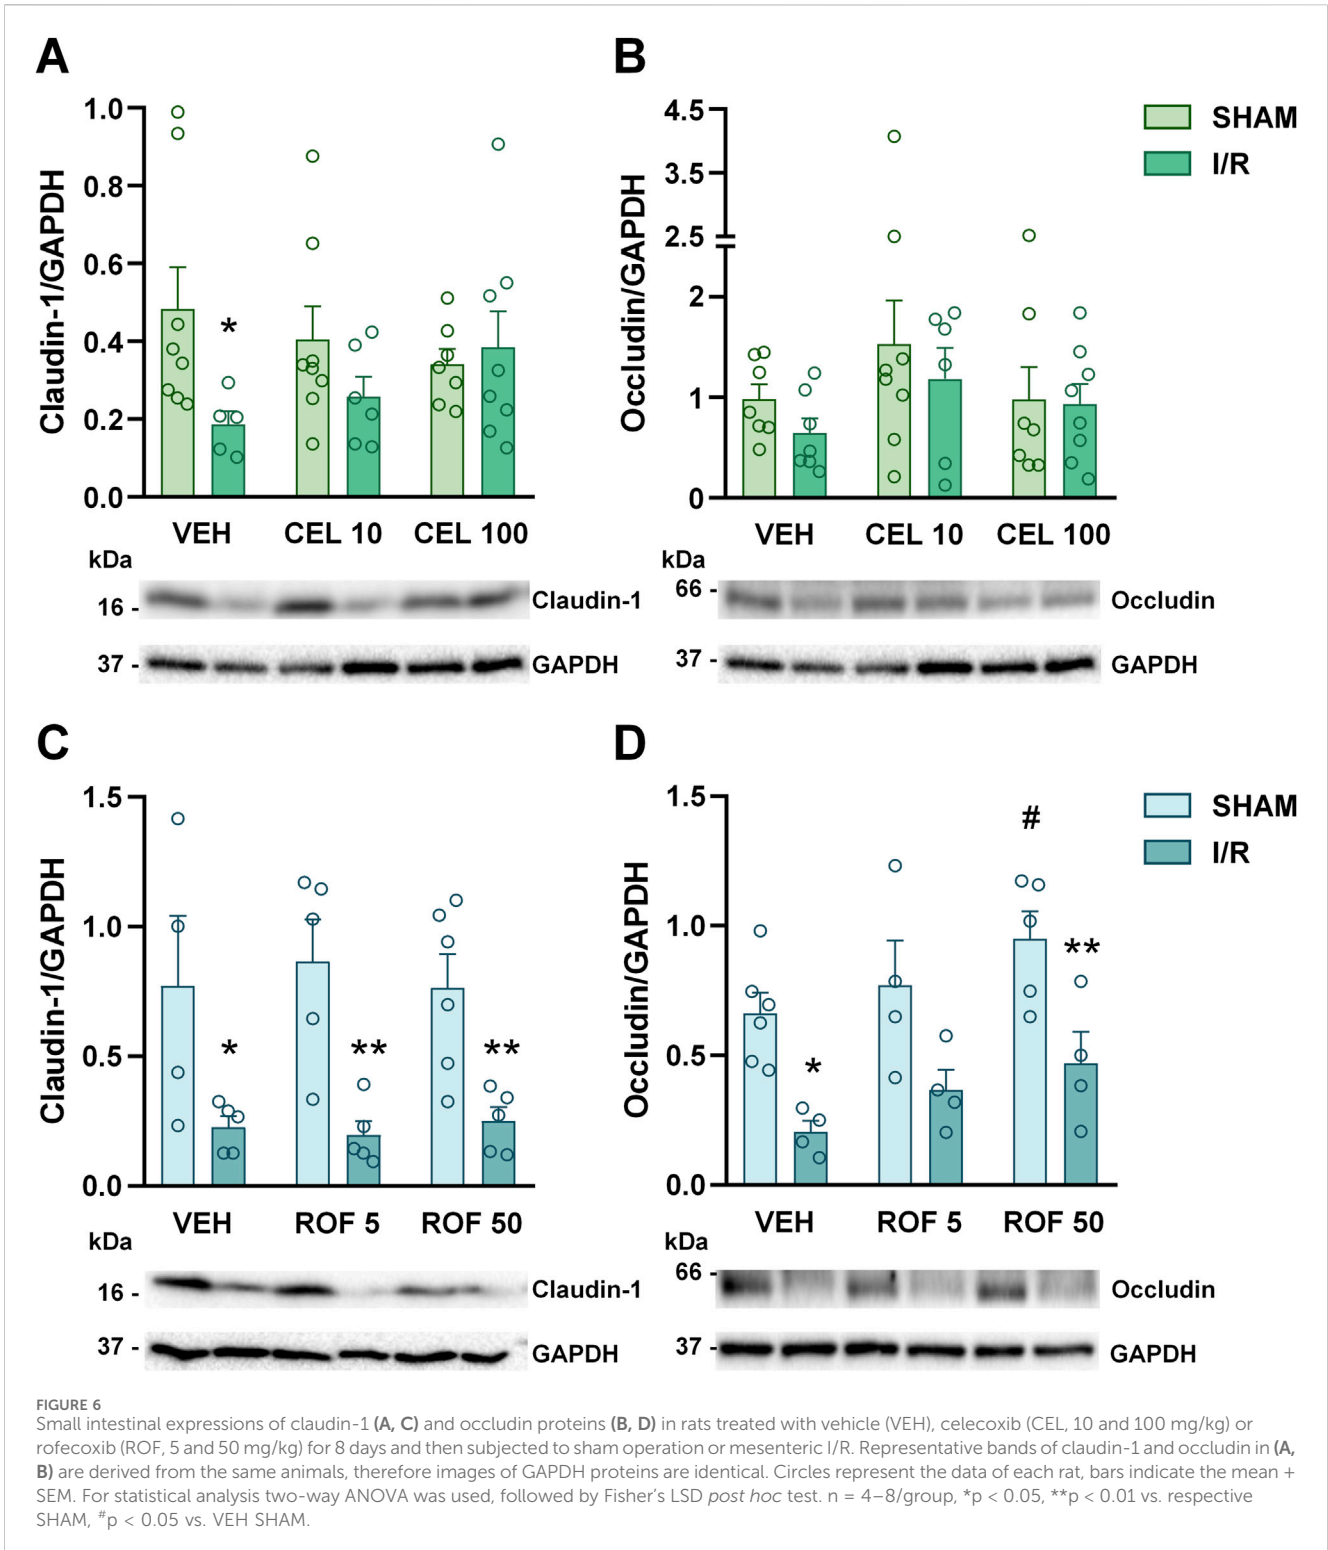 A
Claudin-1/GAPDH
1.0
0.8
0.6
0.4
0.2
0.0
*
VEH
CEL 10
CEL 100
kDa
16 -
Claudin-1
37 -
GAPDH
B
Occludin/GAPDH
4.5
3.5
2.5
2
1
0
SHAM
I/R
VEH
CEL 10
CEL 100
kDa
66 -
Occludin
37 -
GAPDH
C
Claudin-1/GAPDH
1.5
1.0
0.5
0.0
*
**
**
VEH
ROF 5
ROF 50
kDa
16 -
Claudin-1
37 -
GAPDH
D
Occludin/GAPDH
1.5
1.0
0.5
0.0
*
#
**
SHAM
I/R
VEH
ROF 5
ROF 50
kDa
66 -
Occludin
37 -
GAPDH
FIGURE 6
Small intestinal expressions of claudin-1 (A, C) and occludin proteins (B, D) in rats treated with vehicle (VEH), celecoxib (CEL, 10 and 100 mg/kg) or
rofecoxib (ROF, 5 and 50 mg/kg) for 8 days and then subjected to sham operation or mesenteric I/R. Representative bands of claudin-1 and occludin in (A,
B) are derived from the same animals, therefore images of GAPDH proteins are identical. Circles represent the data of each rat, bars indicate the mean +
SEM. For statistical analysis two-way ANOVA was used, followed by Fisher's LSD post hoc test. n = 4–8/group, *p < 0.05, **p < 0.01 vs. respective
SHAM, #p < 0.05 vs. VEH SHAM.